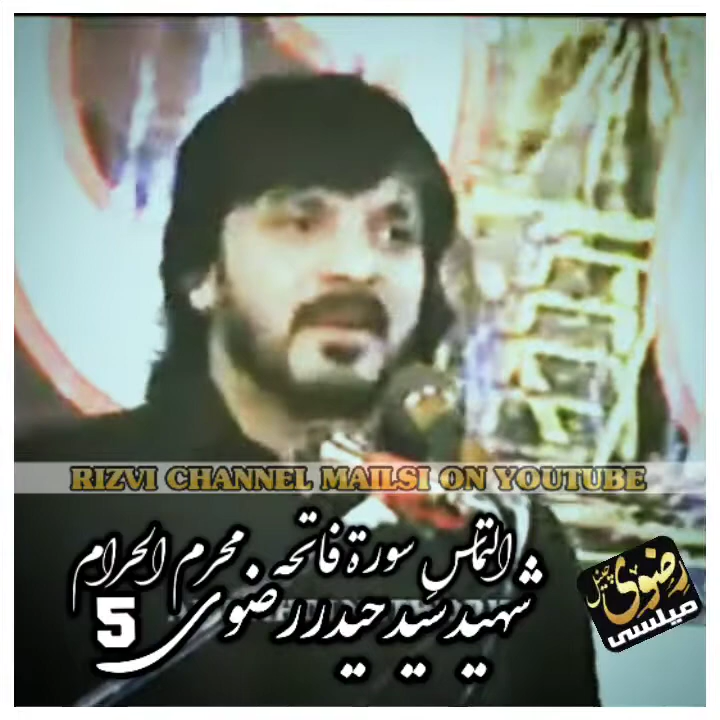 RIZVI CHANNEL MAILSI ON YOUTUBE
التماسِ سورۃ فاتحہ محرم الحرام
شہید سید حیدر رضوی 5
رضوی چینل
میلسی